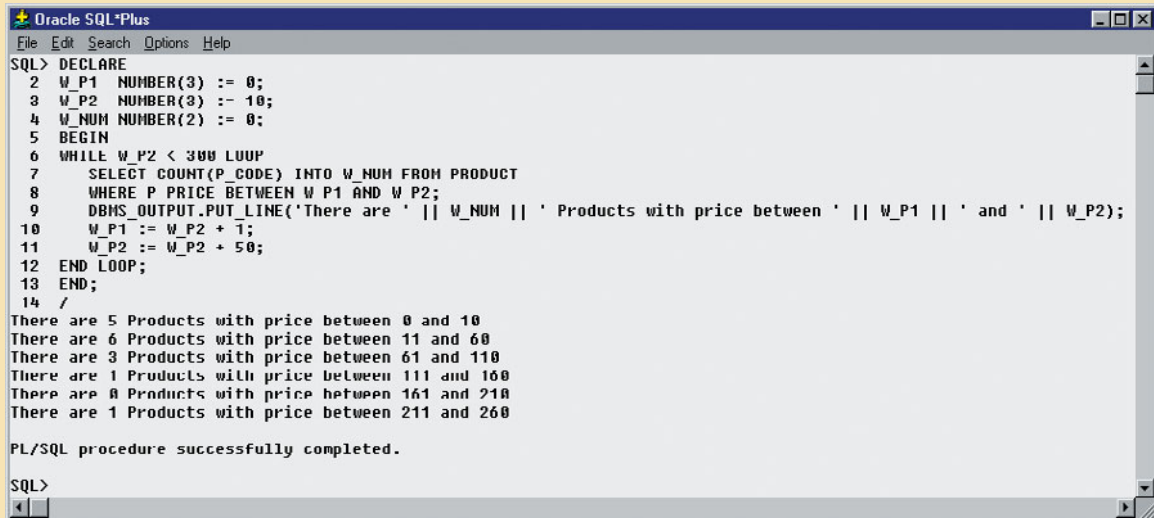 Oracle SQL*Plus
File Edit Search Options Help
SQL> DECLARE
2 W_P1 NUMBER(3) := 0;
3 W_P2 NUMBER(3) := 10;
4 W_NUM NUMBER(2) := 0;
5 BEGIN
6 WHILE W_P2 < 300 LOOP
7 SELECT COUNT(P_CODE) INTO W_NUM FROM PRODUCT
8 WHERE P_PRICE BETWEEN W_P1 AND W_P2;
9 DBMS_OUTPUT.PUT_LINE('There are ' || W_NUM || ' Products with price between ' || W_P1 || ' and ' || W_P2);
10 W_P1 := W_P2 + 1;
11 W_P2 := W_P2 + 50;
12 END LOOP;
13 END;
14 /
There are 5 Products with price between 0 and 10
There are 6 Products with price between 11 and 60
There are 3 Products with price between 61 and 110
There are 1 Products with price between 111 and 160
There are 0 Products with price between 161 and 210
There are 1 Products with price between 211 and 260
PL/SQL procedure successfully completed.
SQL>